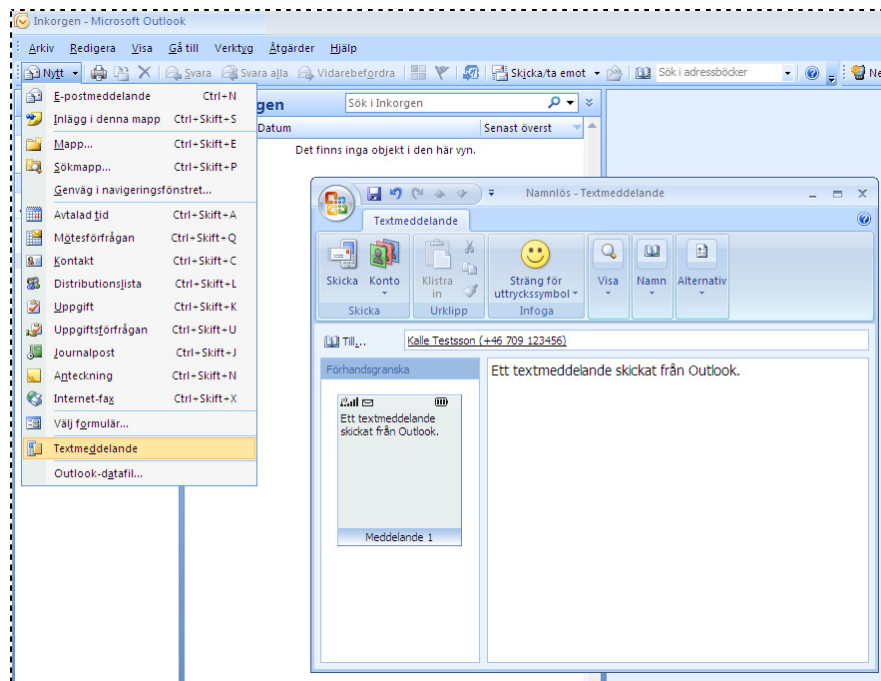 Inkorgen - Microsoft Outlook
Arkiv Redigera Visa Gå till Verktyg Åtgärder Hjälp
Nytt Svara Svara alla Vidarebefordra Skicka/ta emot Sök i adressböcker
E-postmeddelande Ctrl+N
Inlägg i denna mapp Ctrl+Skift+S
Mapp... Ctrl+Skift+E
Sökmapp... Ctrl+Skift+P
Genväg i navigeringsfönstret...
Avtalad tid Ctrl+Skift+A
Mötesförfrågan Ctrl+Skift+Q
Kontakt Ctrl+Skift+C
Distributionslista Ctrl+Skift+L
Uppgift Ctrl+Skift+K
Uppgiftsförfrågan Ctrl+Skift+U
Journalpost Ctrl+Skift+J
Anteckning Ctrl+Skift+N
Internet-fax Ctrl+Skift+X
Välj formulär...
Textmeddelande
Outlook-datafil...
gen Sök i Inkorgen
Datum Senast överst
Det finns inga objekt i den här vyn.
Namnlös - Textmeddelande
Textmeddelande
Skicka Konto Klistra in Sträng för uttryckssymbol Visa Namn Alternativ
Skicka Urklipp Infoga
Till... Kalle Testsson (+46 709 123456)
Förhandsgranska
Ett textmeddelande
skickat från Outlook.
Meddelande 1
Ett textmeddelande skickat från Outlook.